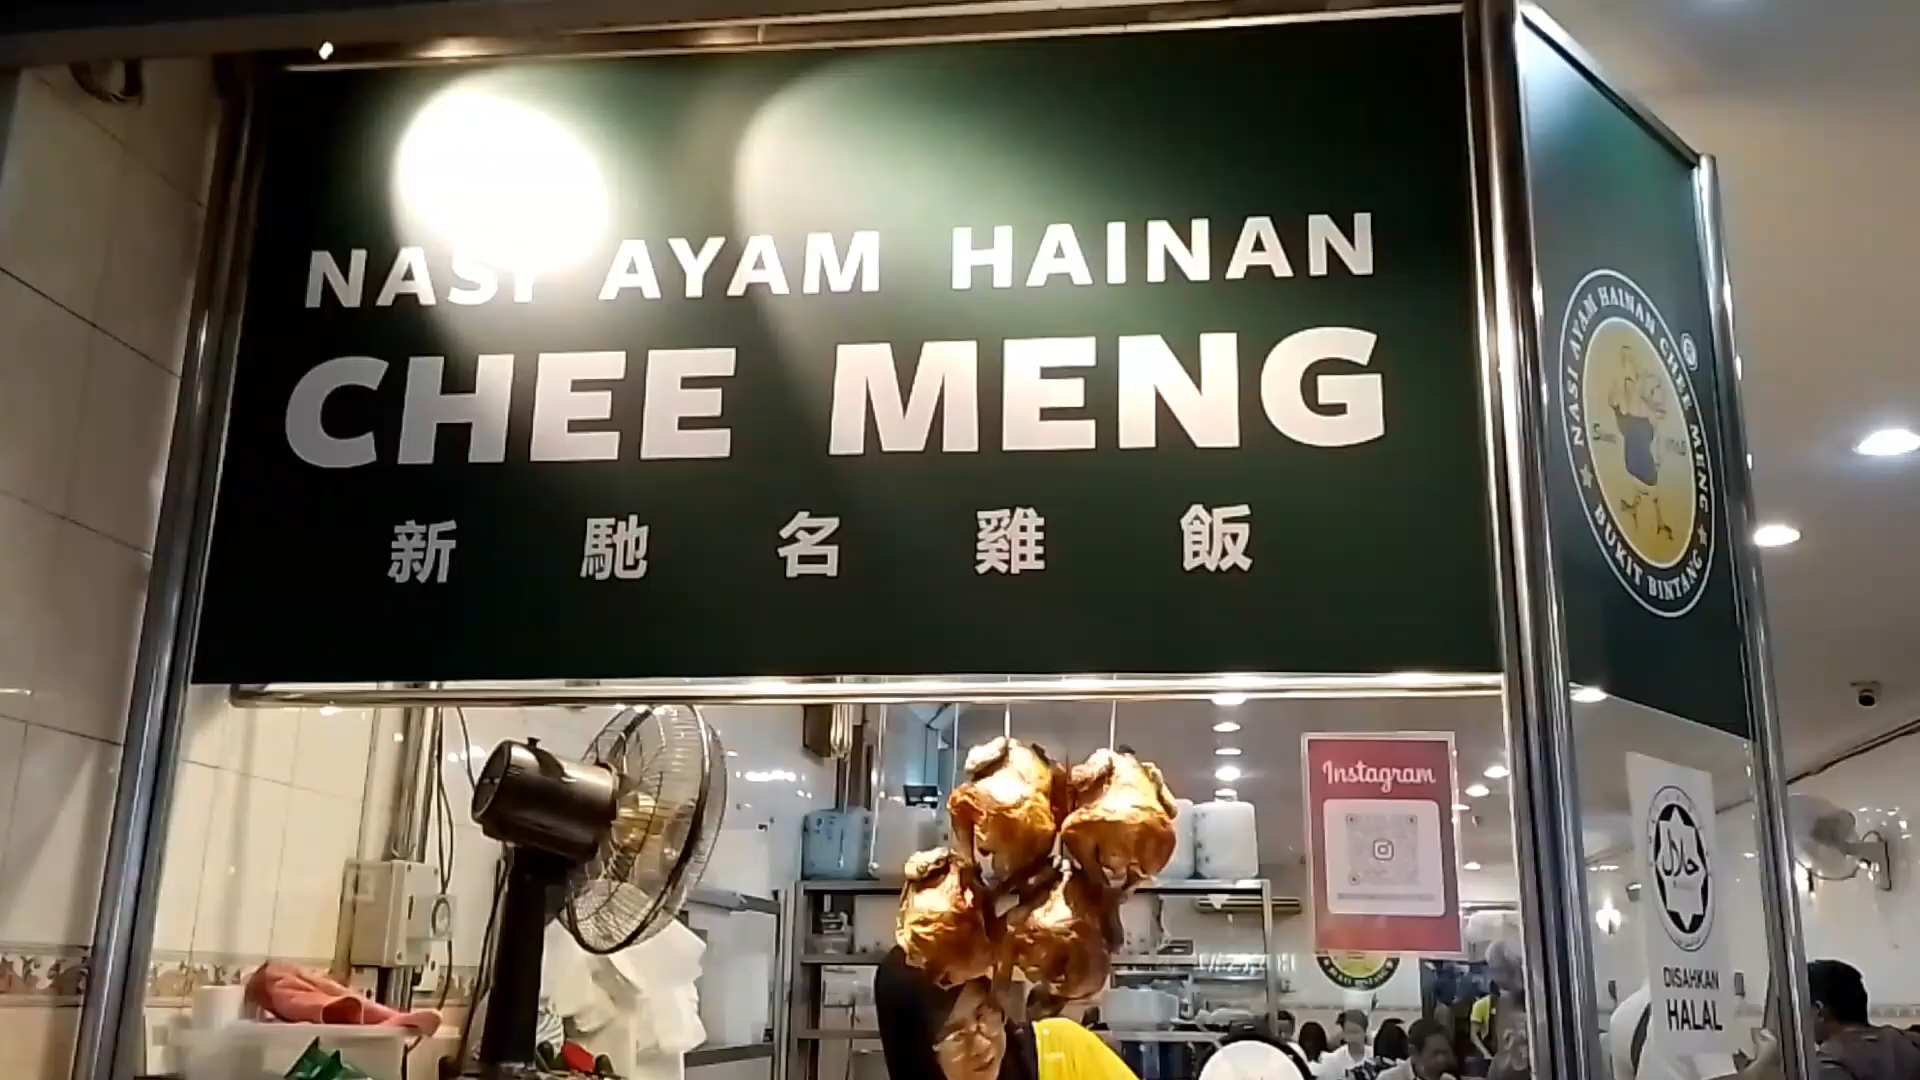 NASI AYAM HAINAN
CHEE MENG
新馳名雞飯
NASI AYAM HAINAM CHEE MENG
BUKIT BINTANG
Instagram
حلال
DISAHKAN
HALAL